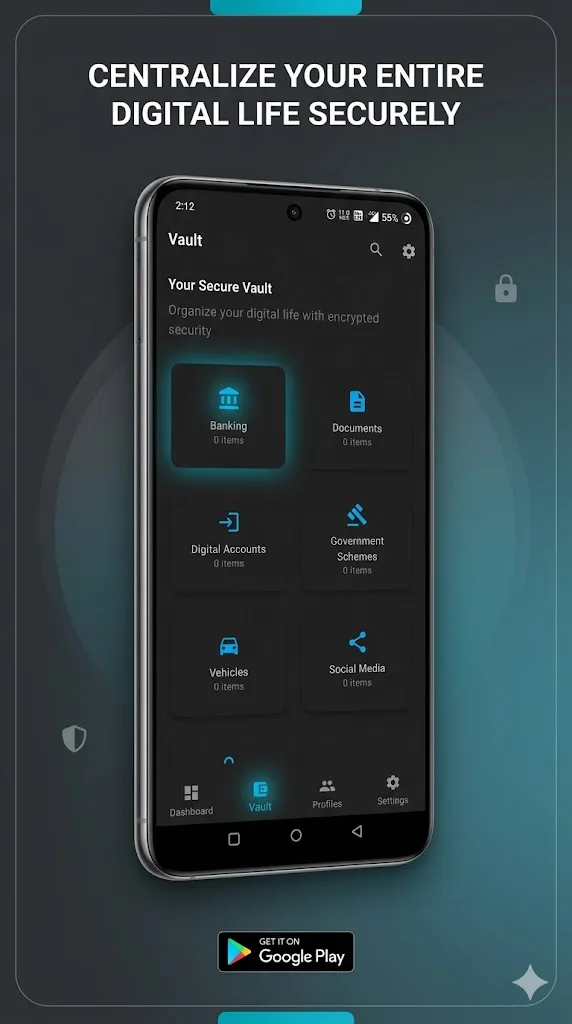 CENTRALIZE YOUR ENTIRE
DIGITAL LIFE SECURELY
2:12
55%
Vault
Your Secure Vault
Organize your digital life with encrypted
security
Banking
0 items
Documents
0 items
Digital Accounts
0 items
Government
Schemes
0 items
Vehicles
0 items
Social Media
0 items
Dashboard
Vault
Profiles
Settings
GET IT ON
Google Play